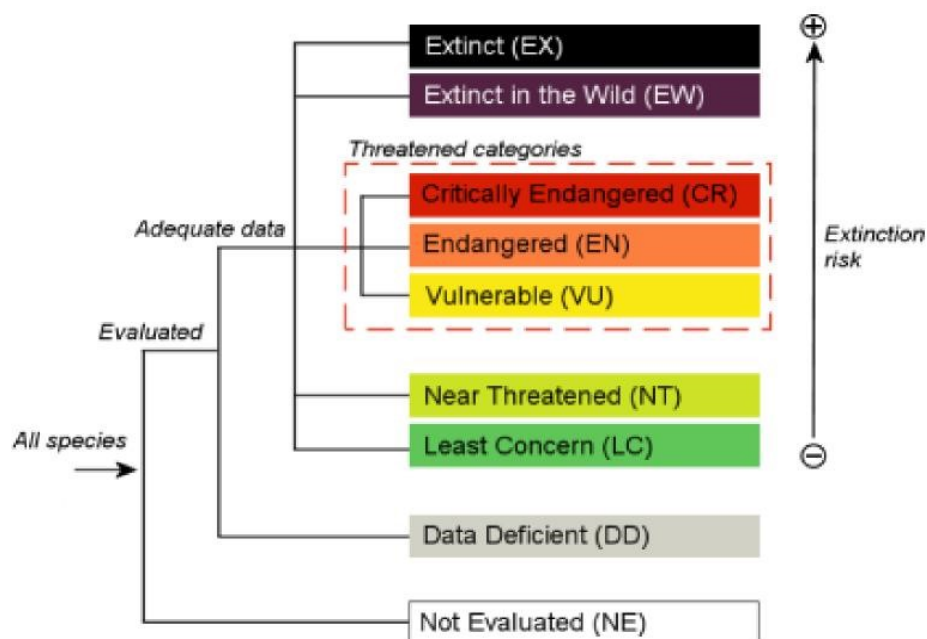 Extinct (EX)
Extinct in the Wild (EW)
Threatened categories
Critically Endangered (CR)
Adequate data
Endangered (EN)
Extinction
risk
Vulnerable (VU)
Evaluated
Near Threatened (NT)
All species
Least Concern (LC)
Data Deficient (DD)
Not Evaluated (NE)